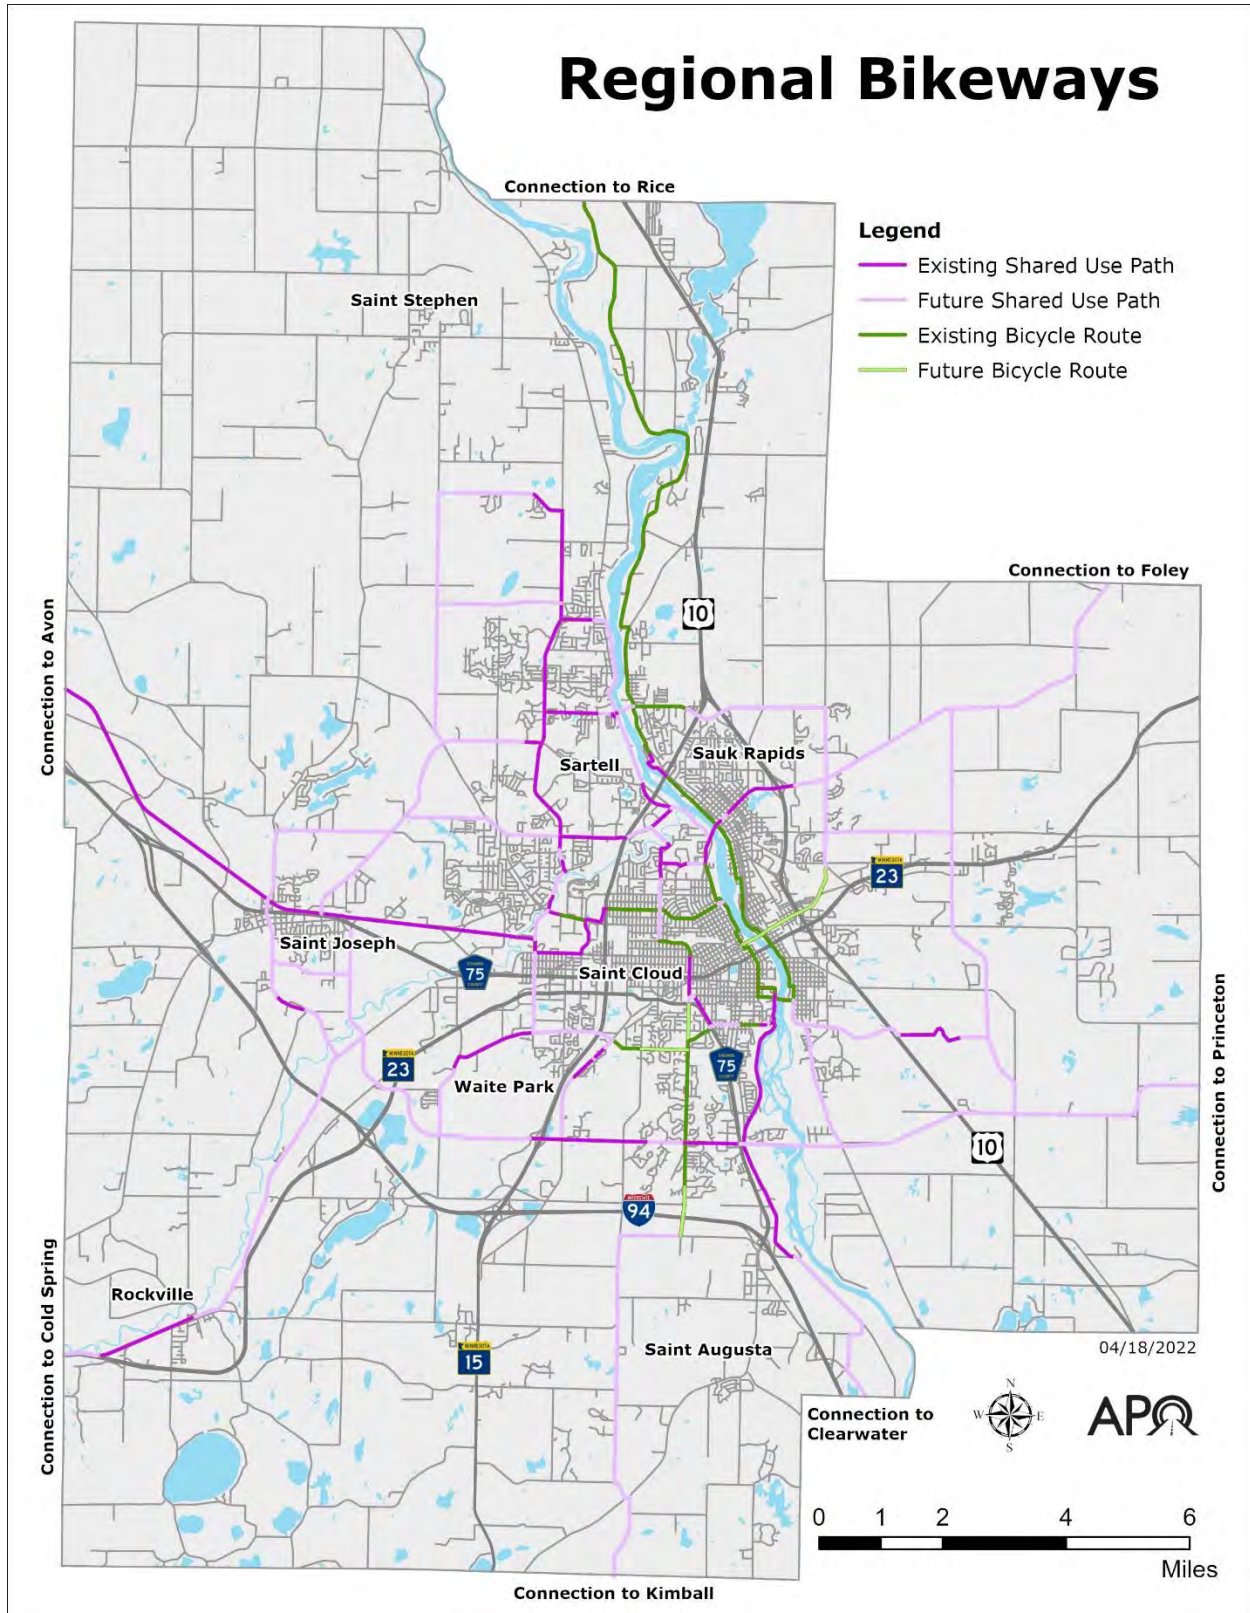 Regional Bikeways
Connection to Rice
Legend
Existing Shared Use Path
Future Shared Use Path
Existing Bicycle Route
Future Bicycle Route
Saint Stephen
Connection to Foley
10
Connection to Avon
Sauk Rapids
Sartell
MINNESOTA
23
Saint Joseph
75
Saint Cloud
Connection to Princeton
MINNESOTA
23
Waite Park
75
10
94
Connection to Cold Spring
Rockville
MINNESOTA
15
Saint Augusta
04/18/2022
N
W E
S
APO
Connection to
Clearwater
0 1 2 4 6
Miles
Connection to Kimball